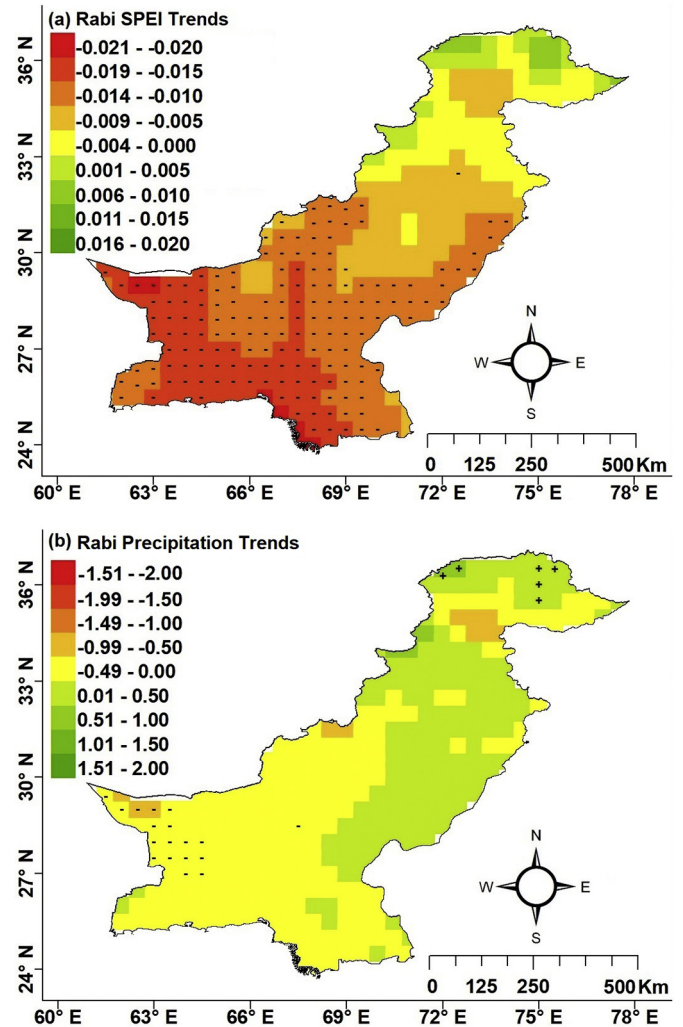 (a) Rabi SPEI Trends
-0.021 - -0.020
-0.019 - -0.015
-0.014 - -0.010
-0.009 - -0.005
-0.004 - 0.000
0.001 - 0.005
0.006 - 0.010
0.011 - 0.015
0.016 - 0.020
36° N
33° N
30° N
27° N
24° N
N
W E
S
0 125 250 500 Km
60° E 63° E 66° E 69° E 72° E 75° E 78° E
(b) Rabi Precipitation Trends
-1.51 - -2.00
-1.99 - -1.50
-1.49 - -1.00
-0.99 - -0.50
-0.49 - 0.00
0.01 - 0.50
0.51 - 1.00
1.01 - 1.50
1.51 - 2.00
36° N
33° N
30° N
27° N
24° N
N
W E
S
0 125 250 500 Km
60° E 63° E 66° E 69° E 72° E 75° E 78° E